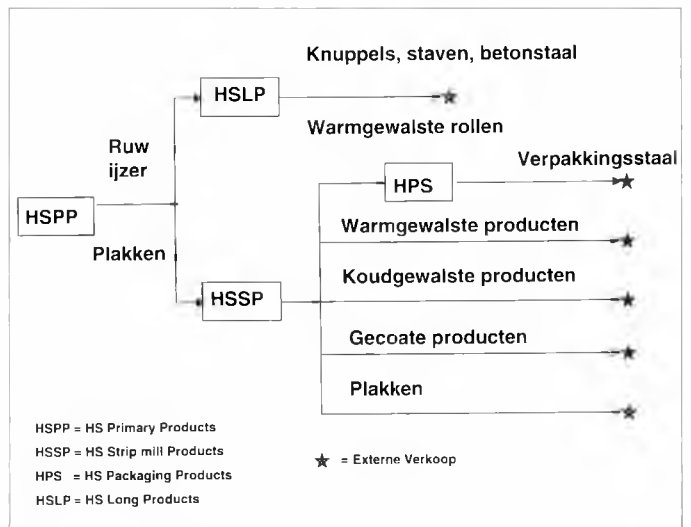 Knuppels, staven, betonstaal
HSLP
Warmgewalste rollen
Ruw
ijzer
Verpakkingsstaal
HPS
HSPP
Warmgewalste producten
Plakken
Koudgewalste producten
HSSP
Gecoate producten
Plakken
HSPP = HS Primary Products
HSSP = HS Strip mill Products
HPS = HS Packaging Products
HSLP = HS Long Products
★ = Externe Verkoop